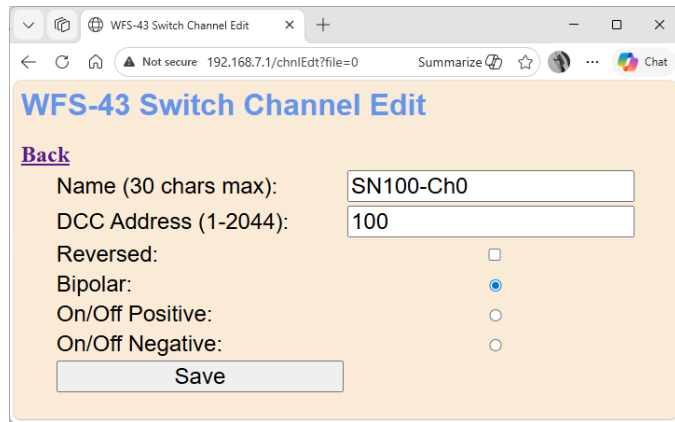 WFS-43 Switch Channel Edit
Not secure 192.168.7.1/chnlEdt?file=0 Summarize Chat
WFS-43 Switch Channel Edit
Back
Name (30 chars max): SN100-Ch0
DCC Address (1-2044): 100
Reversed:
Bipolar:
On/Off Positive:
On/Off Negative:
Save